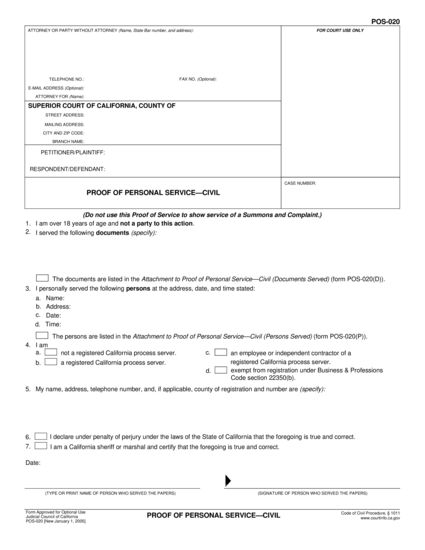 POS-020
ATTORNEY OR PARTY WITHOUT ATTORNEY (Name, State Bar number, and address):
FOR COURT USE ONLY
TELEPHONE NO.: FAX NO. (Optional):
E-MAIL ADDRESS (Optional):
ATTORNEY FOR (Name):
SUPERIOR COURT OF CALIFORNIA, COUNTY OF
STREET ADDRESS:
MAILING ADDRESS:
CITY AND ZIP CODE:
BRANCH NAME:
PETITIONER/PLAINTIFF:
RESPONDENT/DEFENDANT:
PROOF OF PERSONAL SERVICE—CIVIL
CASE NUMBER:
(Do not use this Proof of Service to show service of a Summons and Complaint.)
1. I am over 18 years of age and not a party to this action.
2. I served the following documents (specify):
The documents are listed in the Attachment to Proof of Personal Service—Civil (Documents Served) (form POS-020(D)).
3. I personally served the following persons at the address, date, and time stated:
a. Name:
b. Address:
c. Date:
d. Time:
The persons are listed in the Attachment to Proof of Personal Service—Civil (Persons Served) (form POS-020(P)).
4. I am
a. not a registered California process server.
b. a registered California process server.
c. an employee or independent contractor of a
registered California process server.
d. exempt from registration under Business & Professions
Code section 22350(b).
5. My name, address, telephone number, and, if applicable, county of registration and number are (specify):
6. I declare under penalty of perjury under the laws of the State of California that the foregoing is true and correct.
7. I am a California sheriff or marshal and certify that the foregoing is true and correct.
Date:
(TYPE OR PRINT NAME OF PERSON WHO SERVED THE PAPERS) (SIGNATURE OF PERSON WHO SERVED THE PAPERS)
Form Approved for Optional Use
Judicial Council of California
POS-020 [New January 1, 2005]
PROOF OF PERSONAL SERVICE—CIVIL
Code of Civil Procedure, § 1011
www.courtinfo.ca.gov